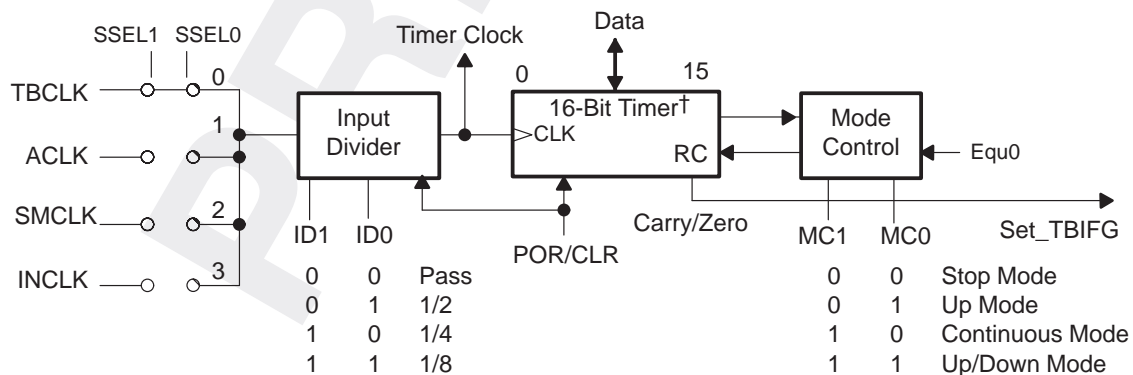 Data
SSEL1 SSEL0
Timer Clock
0
15
0
TBCLK
16-Bit Timer†
Input
Divider
CLK
Mode
Control
1
RC
Equ0
ACLK
2
SMCLK
Carry/Zero
Set_TBIFG
ID1 ID0
MC1 MC0
POR/CLR
3
INCLK
0 0 Pass
0 0 Stop Mode
0 1 1/2
0 1 Up Mode
1 0 1/4
1 0 Continuous Mode
1 1 1/8
1 1 Up/Down Mode